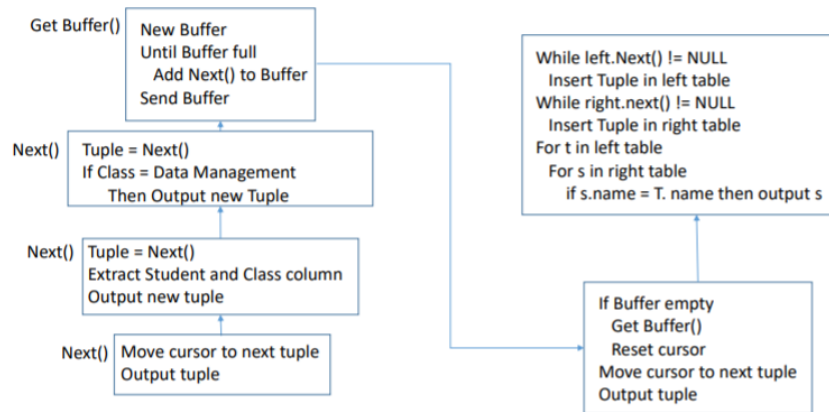 Get Buffer()
New Buffer
Until Buffer full
Add Next() to Buffer
Send Buffer
Next()
Tuple = Next()
If Class = Data Management
Then Output new Tuple
Next()
Tuple = Next()
Extract Student and Class column
Output new tuple
Next()
Move cursor to next tuple
Output tuple
While left.Next() != NULL
Insert Tuple in left table
While right.next() != NULL
Insert Tuple in right table
For t in left table
For s in right table
if s.name = T. name then output s
If Buffer empty
Get Buffer()
Reset cursor
Move cursor to next tuple
Output tuple